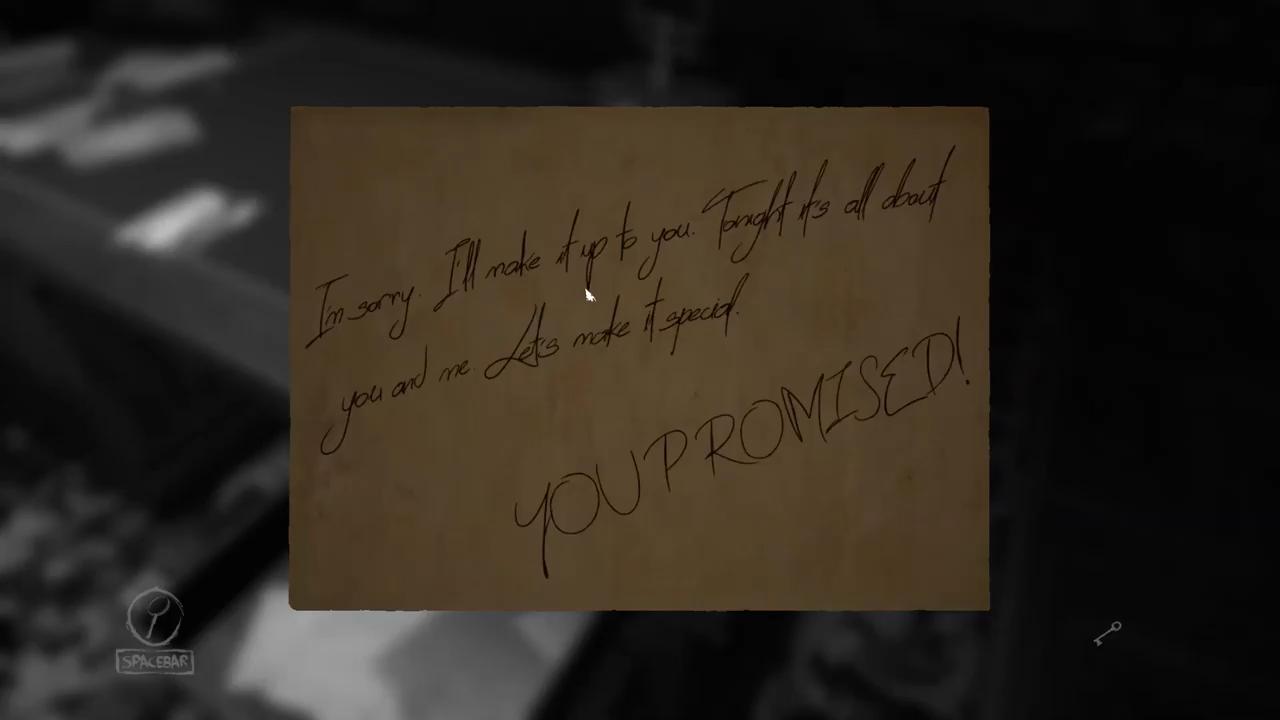 I'm sorry. I'll make it up to you. Tonight it's all about
you and me. Let's make it special.
YOU PROMISED!
SPACEBAR